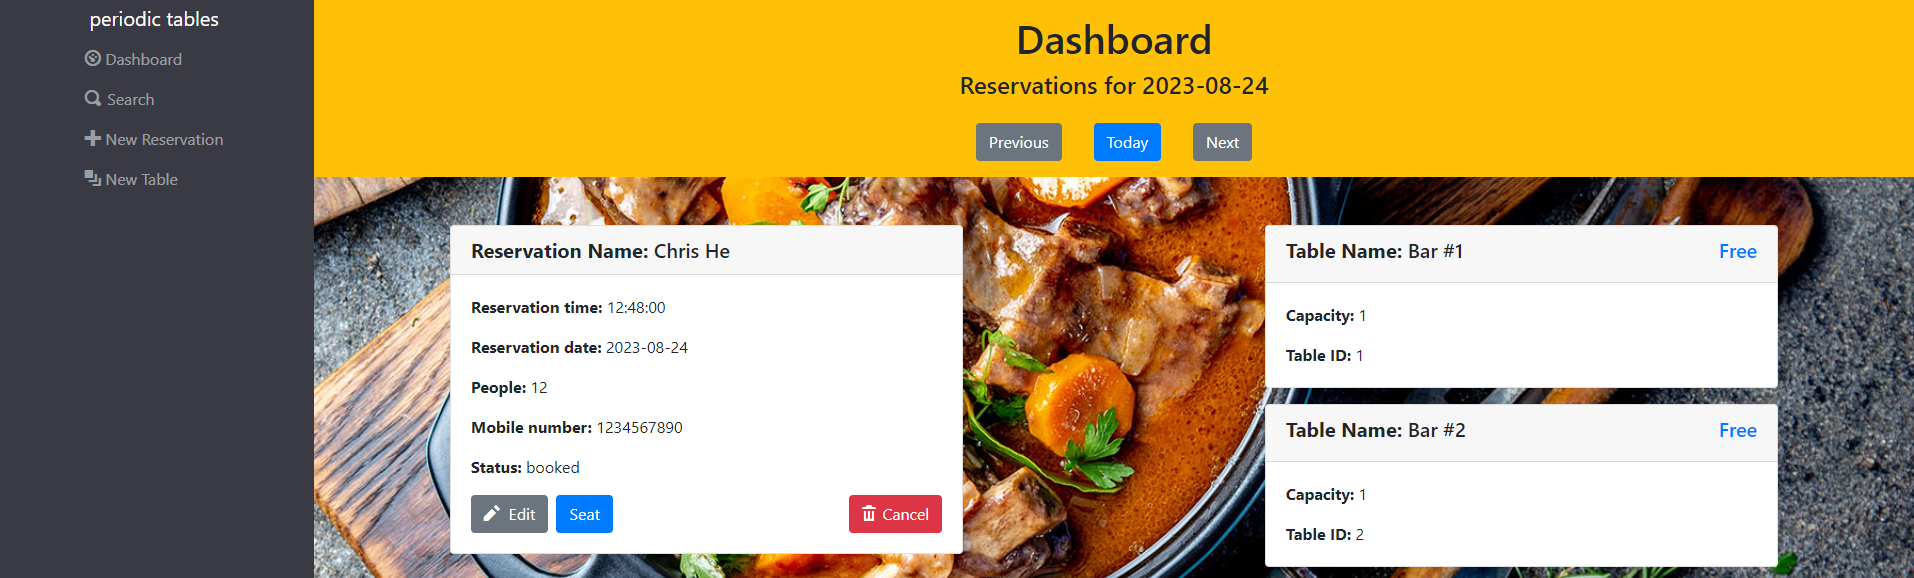 periodic tables
Dashboard
Search
New Reservation
New Table
Dashboard
Reservations for 2023-08-24
Previous
Today
Next
Reservation Name: Chris He
Reservation time: 12:48:00
Reservation date: 2023-08-24
People: 12
Mobile number: 1234567890
Status: booked
Edit
Seat
Cancel
Table Name: Bar #1
Free
Capacity: 1
Table ID: 1
Table Name: Bar #2
Free
Capacity: 1
Table ID: 2